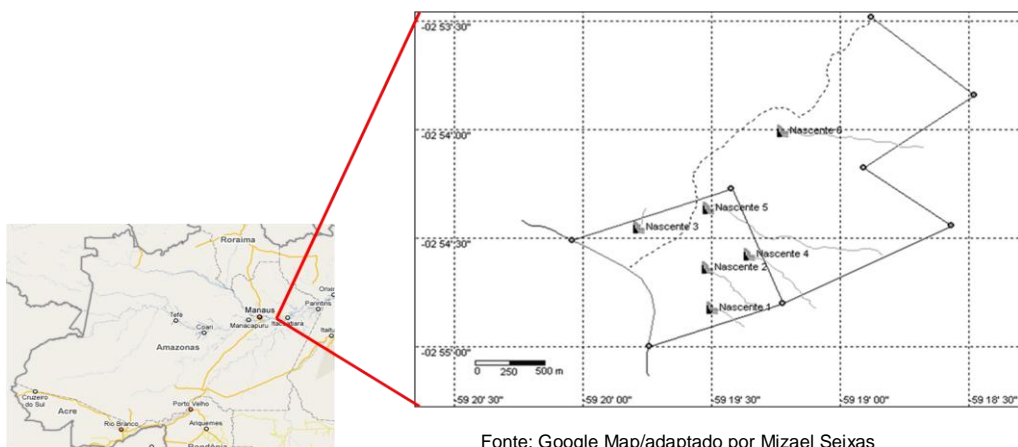 -02 53'30"
-02 54'00"
Nascente 6
Nascente 5
Nascente 3
-02 54'30"
Nascente 4
Nascente 2
Nascente 1
-02 55'00"
0 250 500 m
59 20' 30" 59 20' 00" 59 19' 30" 59 19' 00" 59 18' 30"
Roraima
Manaus
Parintins
Tefé
Coari
Manacapuru
Itacoatiara
Amazonas
Cruzeiro
do Sul
Acre
Porto Velho
Rio Branco
Ariquemes
Fonte: Google Map/adaptado por Mizael Seixas